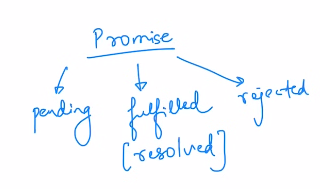 Promise
pending fulfilled rejected
[resolved]